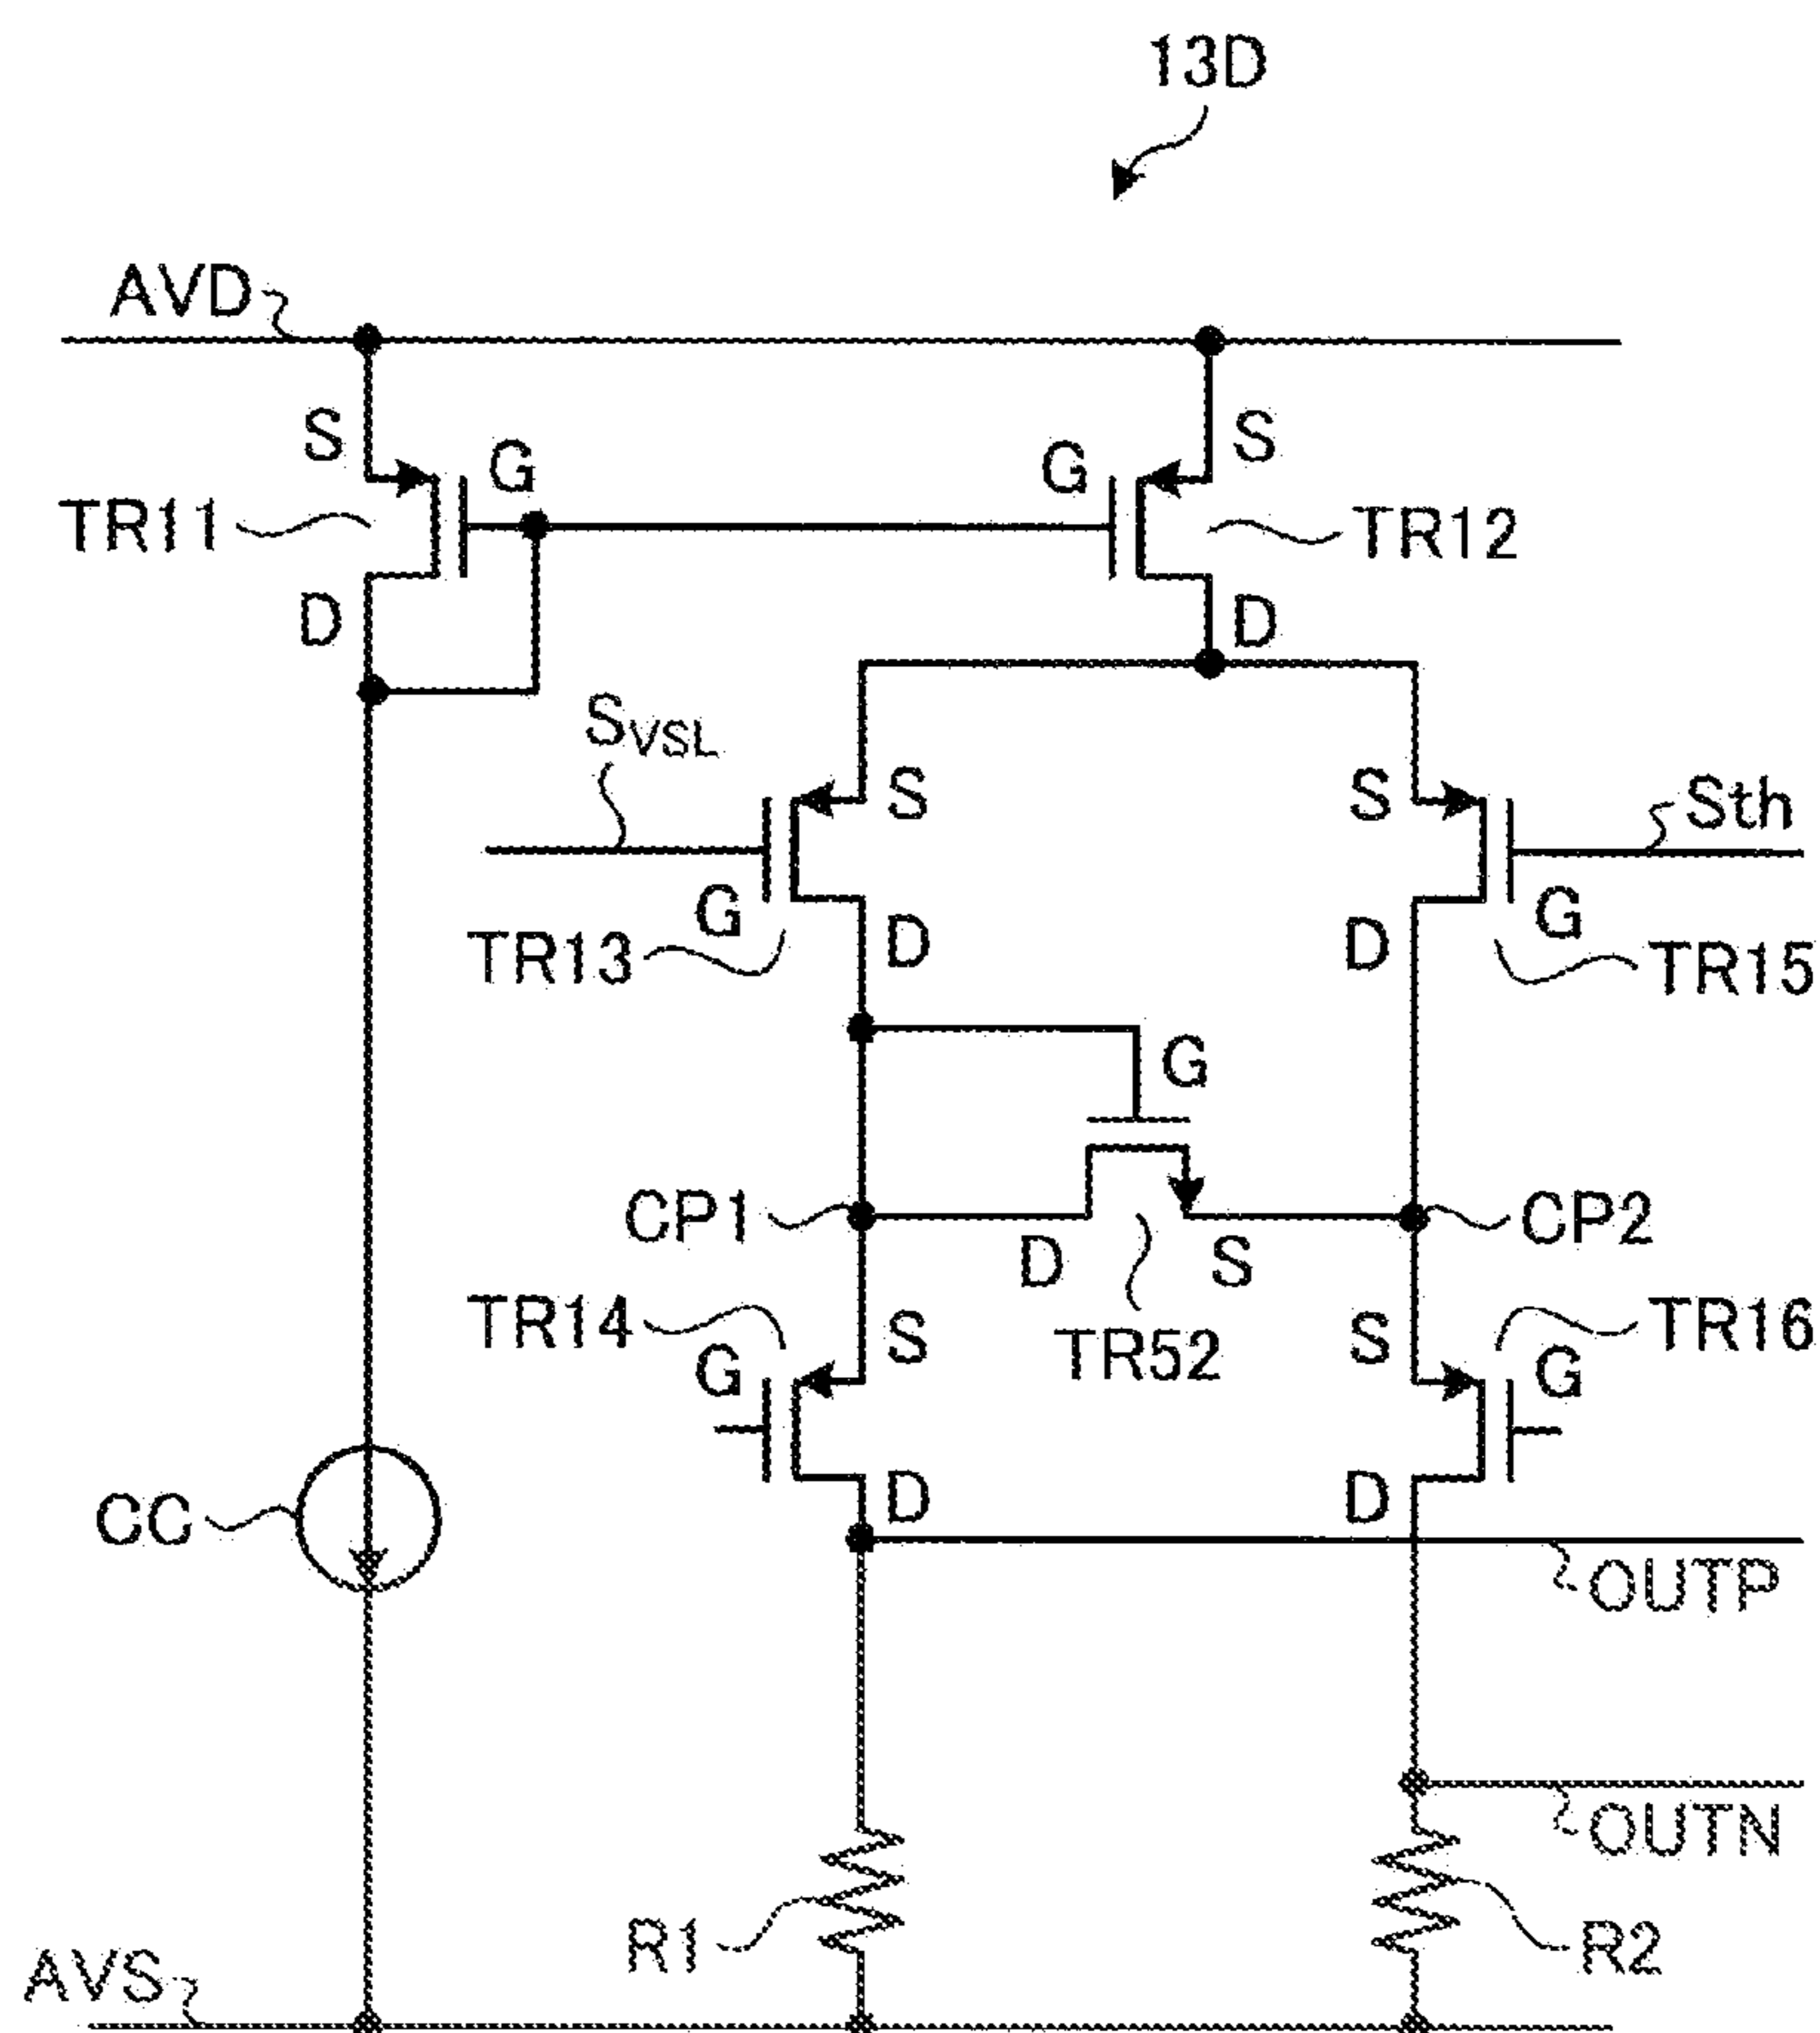 13D
AVD
S
G
G
S
TR11
TR12
D
D
SVSL
S
S
Sth
G
D
D
G
TR13
TR15
G
CP1
D
S
CP2
TR14
G
S
TR52
S
G
TR16
CC
D
D
OUTP
OUTN
R1
R2
AVS